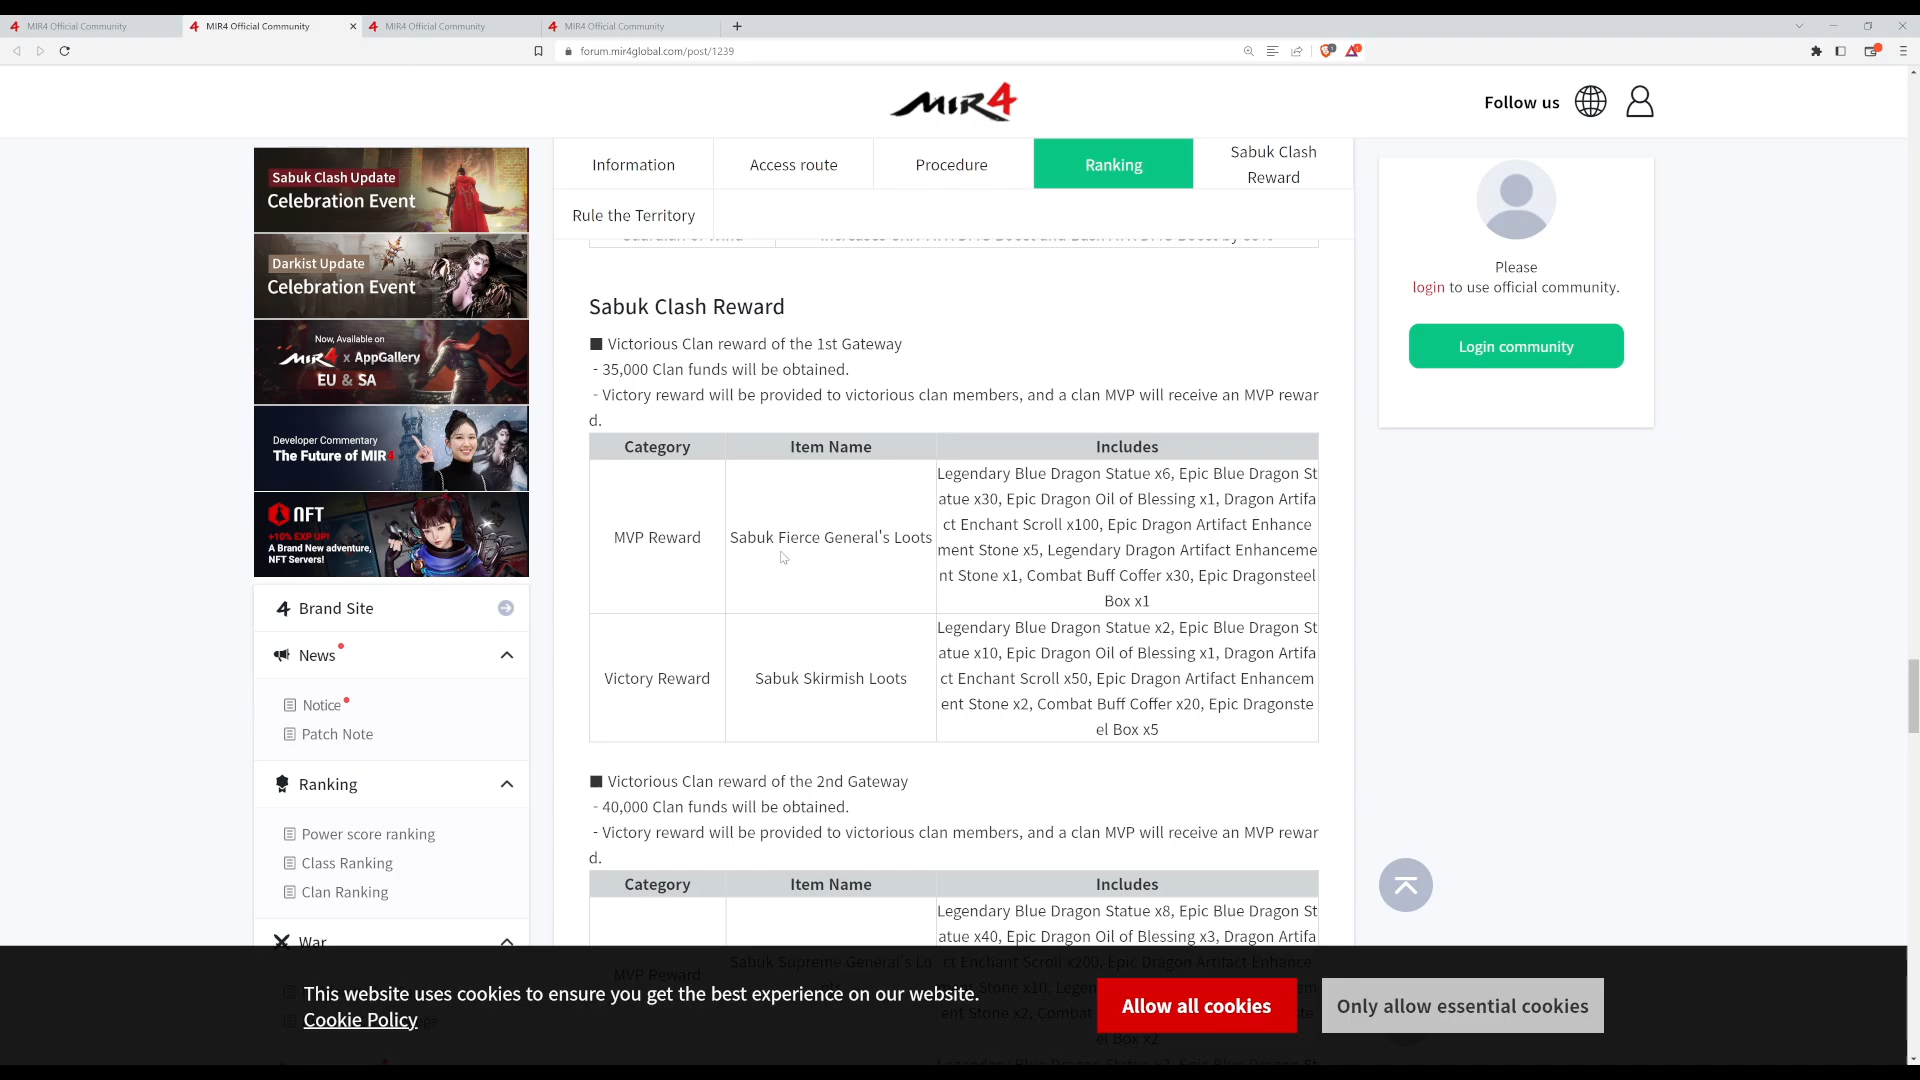 MIR4 Official Community
MIR4 Official Community
MIR4 Official Community
MIR4 Official Community
forum.mir4global.com/post/1239
MIR4
Follow us
Information
Access route
Procedure
Ranking
Sabuk Clash
Reward
Rule the Territory
Sabuk Clash Update
Celebration Event
Darkist Update
Celebration Event
Now, Available on
MIR4 x AppGallery
EU & SA
Developer Commentary
The Future of MIR4
NFT
+10% EXP UP!
A Brand New adventure,
NFT Servers!
Brand Site
News
Notice
Patch Note
Ranking
Power score ranking
Class Ranking
Clan Ranking
War
Sabuk Clash Reward
■ Victorious Clan reward of the 1st Gateway
- 35,000 Clan funds will be obtained.
- Victory reward will be provided to victorious clan members, and a clan MVP will receive an MVP rewar
d.
Category Item Name Includes
MVP Reward
Sabuk Fierce General's Loots
Legendary Blue Dragon Statue x6, Epic Blue Dragon St
atue x30, Epic Dragon Oil of Blessing x1, Dragon Artifa
ct Enchant Scroll x100, Epic Dragon Artifact Enhance
ment Stone x5, Legendary Dragon Artifact Enhanceme
nt Stone x1, Combat Buff Coffer x30, Epic Dragonsteel
Box x1
Victory Reward
Sabuk Skirmish Loots
Legendary Blue Dragon Statue x2, Epic Blue Dragon St
atue x10, Epic Dragon Oil of Blessing x1, Dragon Artifa
ct Enchant Scroll x50, Epic Dragon Artifact Enhancem
ent Stone x2, Combat Buff Coffer x20, Epic Dragonste
el Box x5
■ Victorious Clan reward of the 2nd Gateway
- 40,000 Clan funds will be obtained.
- Victory reward will be provided to victorious clan members, and a clan MVP will receive an MVP rewar
d.
Category Item Name Includes
MVP Reward
Sabuk Supreme General's Lo
Legendary Blue Dragon Statue x8, Epic Blue Dragon St
atue x40, Epic Dragon Oil of Blessing x3, Dragon Artifa
ct Enchant Scroll x200, Epic Dragon Artifact Enhance
Please
login to use official community.
Login community
This website uses cookies to ensure you get the best experience on our website.
Cookie Policy
Allow all cookies
Only allow essential cookies